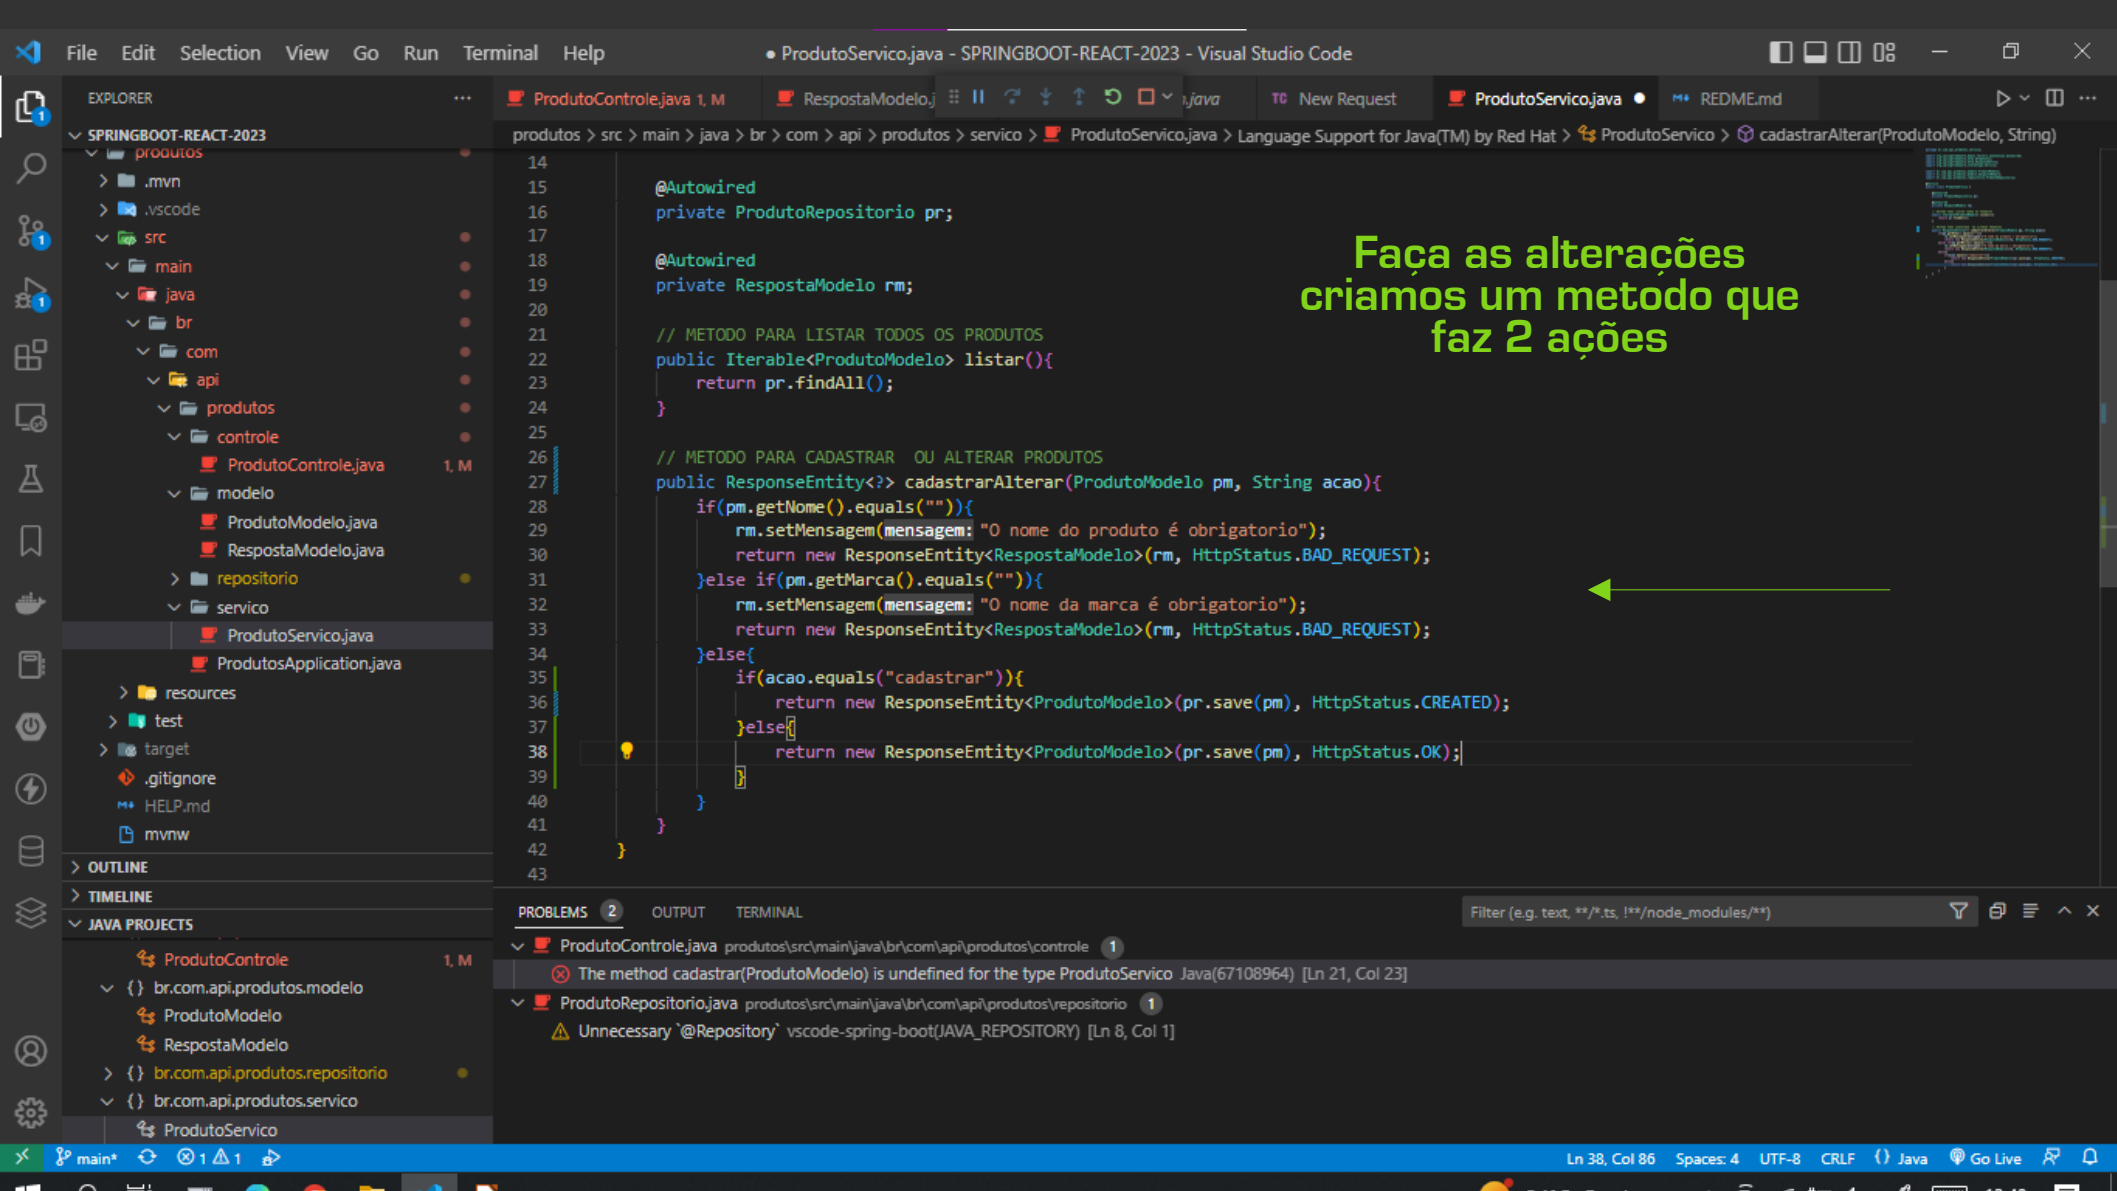 File Edit Selection View Go Run Terminal Help
● ProdutoServico.java - SPRINGBOOT-REACT-2023 - Visual Studio Code
EXPLORER
SPRINGBOOT-REACT-2023
produtos
.mvn
.vscode
src
main
java
br
com
api
produtos
controle
ProdutoControle.java 1, M
modelo
ProdutoModelo.java
RespostaModelo.java
repositorio
servico
ProdutoServico.java
ProdutosApplication.java
resources
test
target
.gitignore
HELP.md
mvnw
OUTLINE
TIMELINE
JAVA PROJECTS
ProdutoControle 1, M
{} br.com.api.produtos.modelo
ProdutoModelo
RespostaModelo
{} br.com.api.produtos.repositorio
{} br.com.api.produtos.servico
ProdutoServico
ProdutoControle.java 1, M RespostaModelo.j .java TC New Request ProdutoServico.java ● REDME.md
produtos > src > main > java > br > com > api > produtos > servico > ProdutoServico.java > Language Support for Java(TM) by Red Hat > ProdutoServico > cadastrarAlterar(ProdutoModelo, String)
14
15 @Autowired
16 private ProdutoRepositorio pr;
17
18 @Autowired
19 private RespostaModelo rm;
20
21 // METODO PARA LISTAR TODOS OS PRODUTOS
22 public Iterable<ProdutoModelo> listar(){
23 return pr.findAll();
24 }
25
26 // METODO PARA CADASTRAR OU ALTERAR PRODUTOS
27 public ResponseEntity<?> cadastrarAlterar(ProdutoModelo pm, String acao){
28 if(pm.getNome().equals("")){
29 rm.setMensagem(mensagem: "O nome do produto é obrigatorio");
30 return new ResponseEntity<RespostaModelo>(rm, HttpStatus.BAD_REQUEST);
31 }else if(pm.getMarca().equals("")){
32 rm.setMensagem(mensagem: "O nome da marca é obrigatorio");
33 return new ResponseEntity<RespostaModelo>(rm, HttpStatus.BAD_REQUEST);
34 }else{
35 if(acao.equals("cadastrar")){
36 return new ResponseEntity<ProdutoModelo>(pr.save(pm), HttpStatus.CREATED);
37 }else{
38 return new ResponseEntity<ProdutoModelo>(pr.save(pm), HttpStatus.OK);
39 }
40 }
41 }
42 }
43
Faça as alterações
criamos um metodo que
faz 2 ações
PROBLEMS 2 OUTPUT TERMINAL Filter (e.g. text, **/*.ts, !**/node_modules/**)
ProdutoControle.java produtos\src\main\java\br\com\api\produtos\controle 1
The method cadastrar(ProdutoModelo) is undefined for the type ProdutoServico Java(67108964) [Ln 21, Col 23]
ProdutoRepositorio.java produtos\src\main\java\br\com\api\produtos\repositorio 1
Unnecessary `@Repository` vscode-spring-boot(JAVA_REPOSITORY) [Ln 8, Col 1]
main* 1 1 Ln 38, Col 86 Spaces: 4 UTF-8 CRLF {} Java Go Live